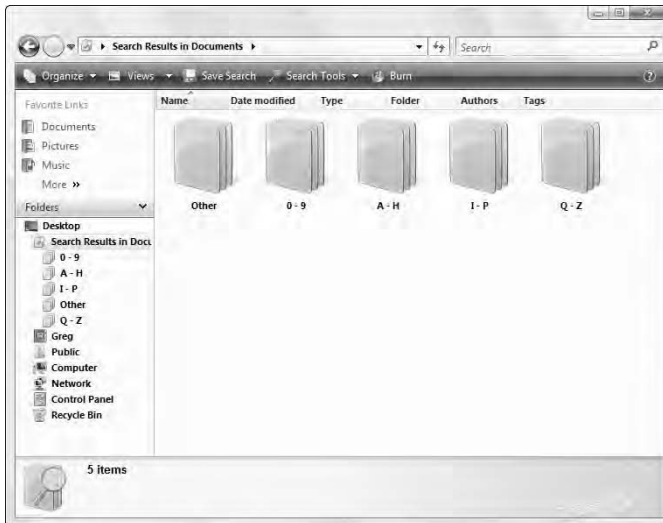 Search Results in Documents
Search
Organize Views Save Search Search Tools Burn
Favorite Links
Documents
Pictures
Music
More »
Folders
Desktop
Search Results in Docu
0 - 9
A - H
I - P
Other
Q - Z
Greg
Public
Computer
Network
Control Panel
Recycle Bin
Name Date modified Type Folder Authors Tags
Other 0 - 9 A - H I - P Q - Z
5 items